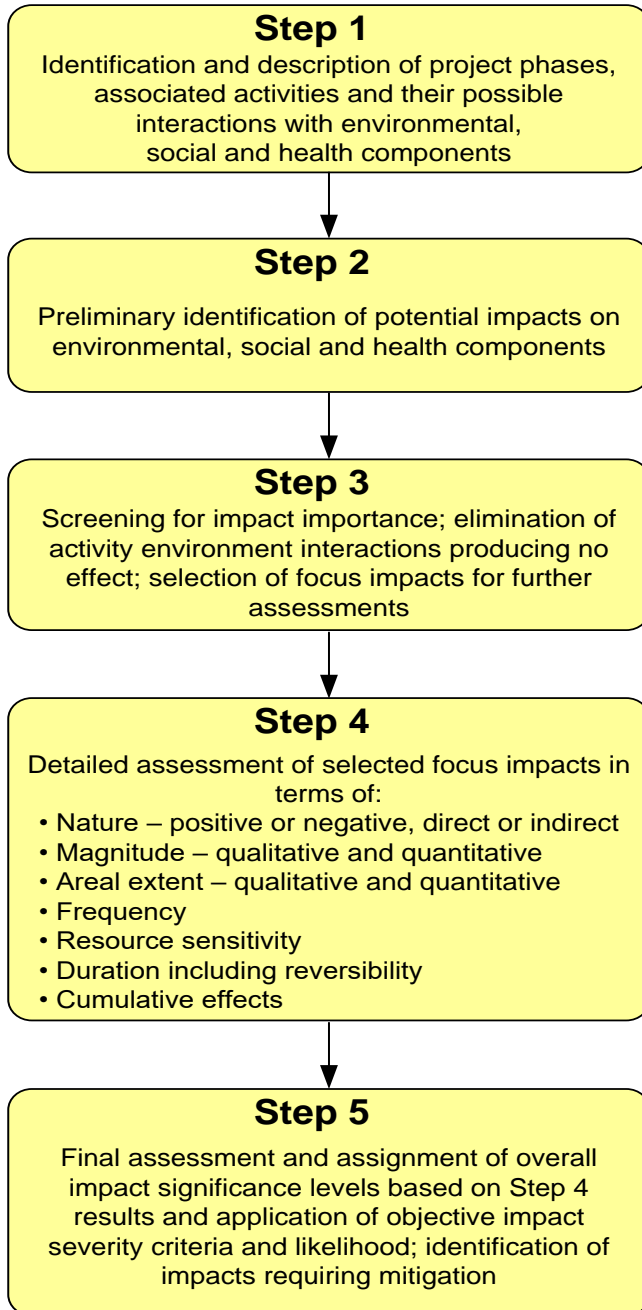 Step 1
Identification and description of project phases,
associated activities and their possible
interactions with environmental,
social and health components
Step 2
Preliminary identification of potential impacts on
environmental, social and health components
Step 3
Screening for impact importance; elimination of
activity environment interactions producing no
effect; selection of focus impacts for further
assessments
Step 4
Detailed assessment of selected focus impacts in
terms of:
• Nature – positive or negative, direct or indirect
• Magnitude – qualitative and quantitative
• Areal extent – qualitative and quantitative
• Frequency
• Resource sensitivity
• Duration including reversibility
• Cumulative effects
Step 5
Final assessment and assignment of overall
impact significance levels based on Step 4
results and application of objective impact
severity criteria and likelihood; identification of
impacts requiring mitigation